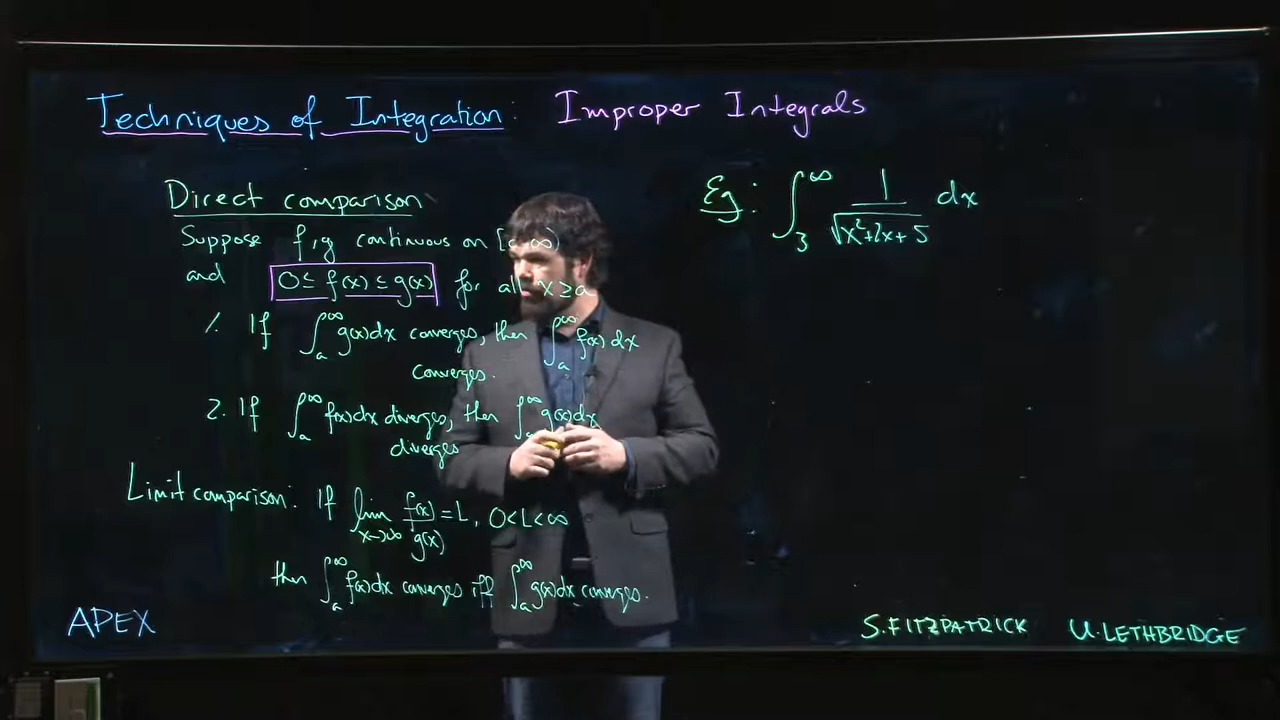 Techniques of Integration: Improper Integrals
Direct comparison
Suppose f, g continuous on [a, ∞)
and 0 ≤ f(x) ≤ g(x) for all x ≥ a
1. If ∫_a^∞ g(x)dx converges, then ∫_a^∞ f(x) dx
converges.
2. If ∫_a^∞ f(x)dx diverges, then ∫_a^∞ g(x)dx
diverges
Limit comparison: If lim_{x→∞} f(x)/g(x) = L, 0<L<∞
then ∫_a^∞ f(x)dx converges iff ∫_a^∞ g(x)dx converges.
Eg: ∫_3^∞ 1/√(x²+2x+5) dx
APEX
S.FITZPATRICK U.LETHBRIDGE